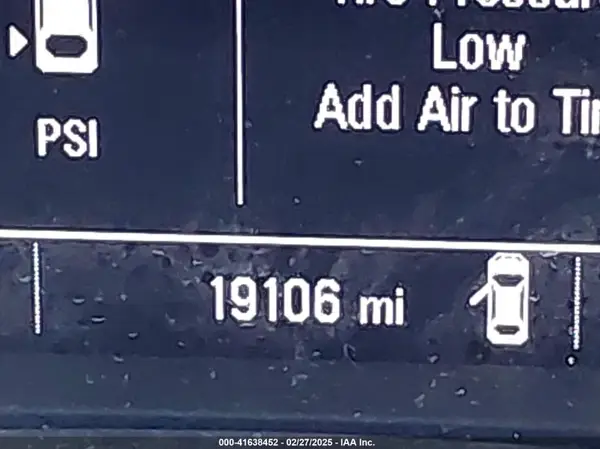 Low
Add Air to
PSI
19106 mi
000-41638452 - 02/27/2025 - IAA Inc.